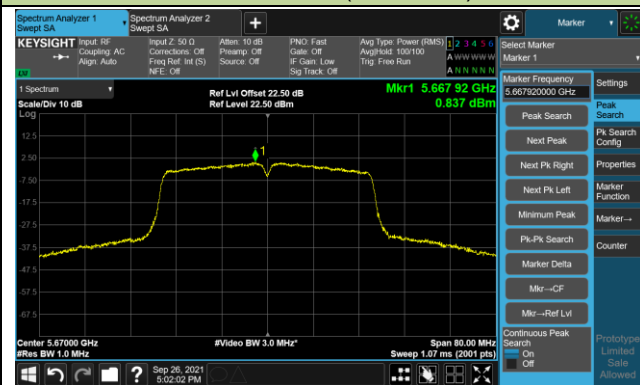 Spectrum Analyzer 1
Swept SA
Spectrum Analyzer 2
Swept SA
+
Marker
KEYSIGHT
Input: RF
Coupling: AC
Align: Auto
Input Z: 50 Ω
Corrections: Off
Freq Ref: Int (S)
NFE: Off
Atten: 10 dB
Preamp: Off
Source: Off
PNO: Fast
Gate: Off
IF Gain: Low
Sig Track: Off
Avg Type: Power (RMS)
Avg|Hold: 100/100
Trig: Free Run
1 2 3 4 5 6
A W W W W W
A N N N N N
LXI
Select Marker
Marker 1
1 Spectrum
Scale/Div 10 dB
Log
Ref Lvl Offset 22.50 dB
Ref Level 22.50 dBm
Mkr1 5.667 92 GHz
0.837 dBm
12.5
2.50
-7.50
-17.5
-27.5
-37.5
-47.5
-57.5
-67.5
1
Center 5.67000 GHz
#Res BW 1.0 MHz
#Video BW 3.0 MHz*
Span 80.00 MHz
Sweep 1.07 ms (2001 pts)
Marker Frequency
5.667920000 GHz
Peak Search
Next Peak
Next Pk Right
Next Pk Left
Minimum Peak
Pk-Pk Search
Marker Delta
Mkr→CF
Mkr→Ref Lvl
Continuous Peak
Search
On
Off
Settings
Peak
Search
Pk Search
Config
Properties
Marker
Function
Marker→
Counter
Prototype
Limited
Sale
Allowed
?
Sep 26, 2021
5:02:02 PM